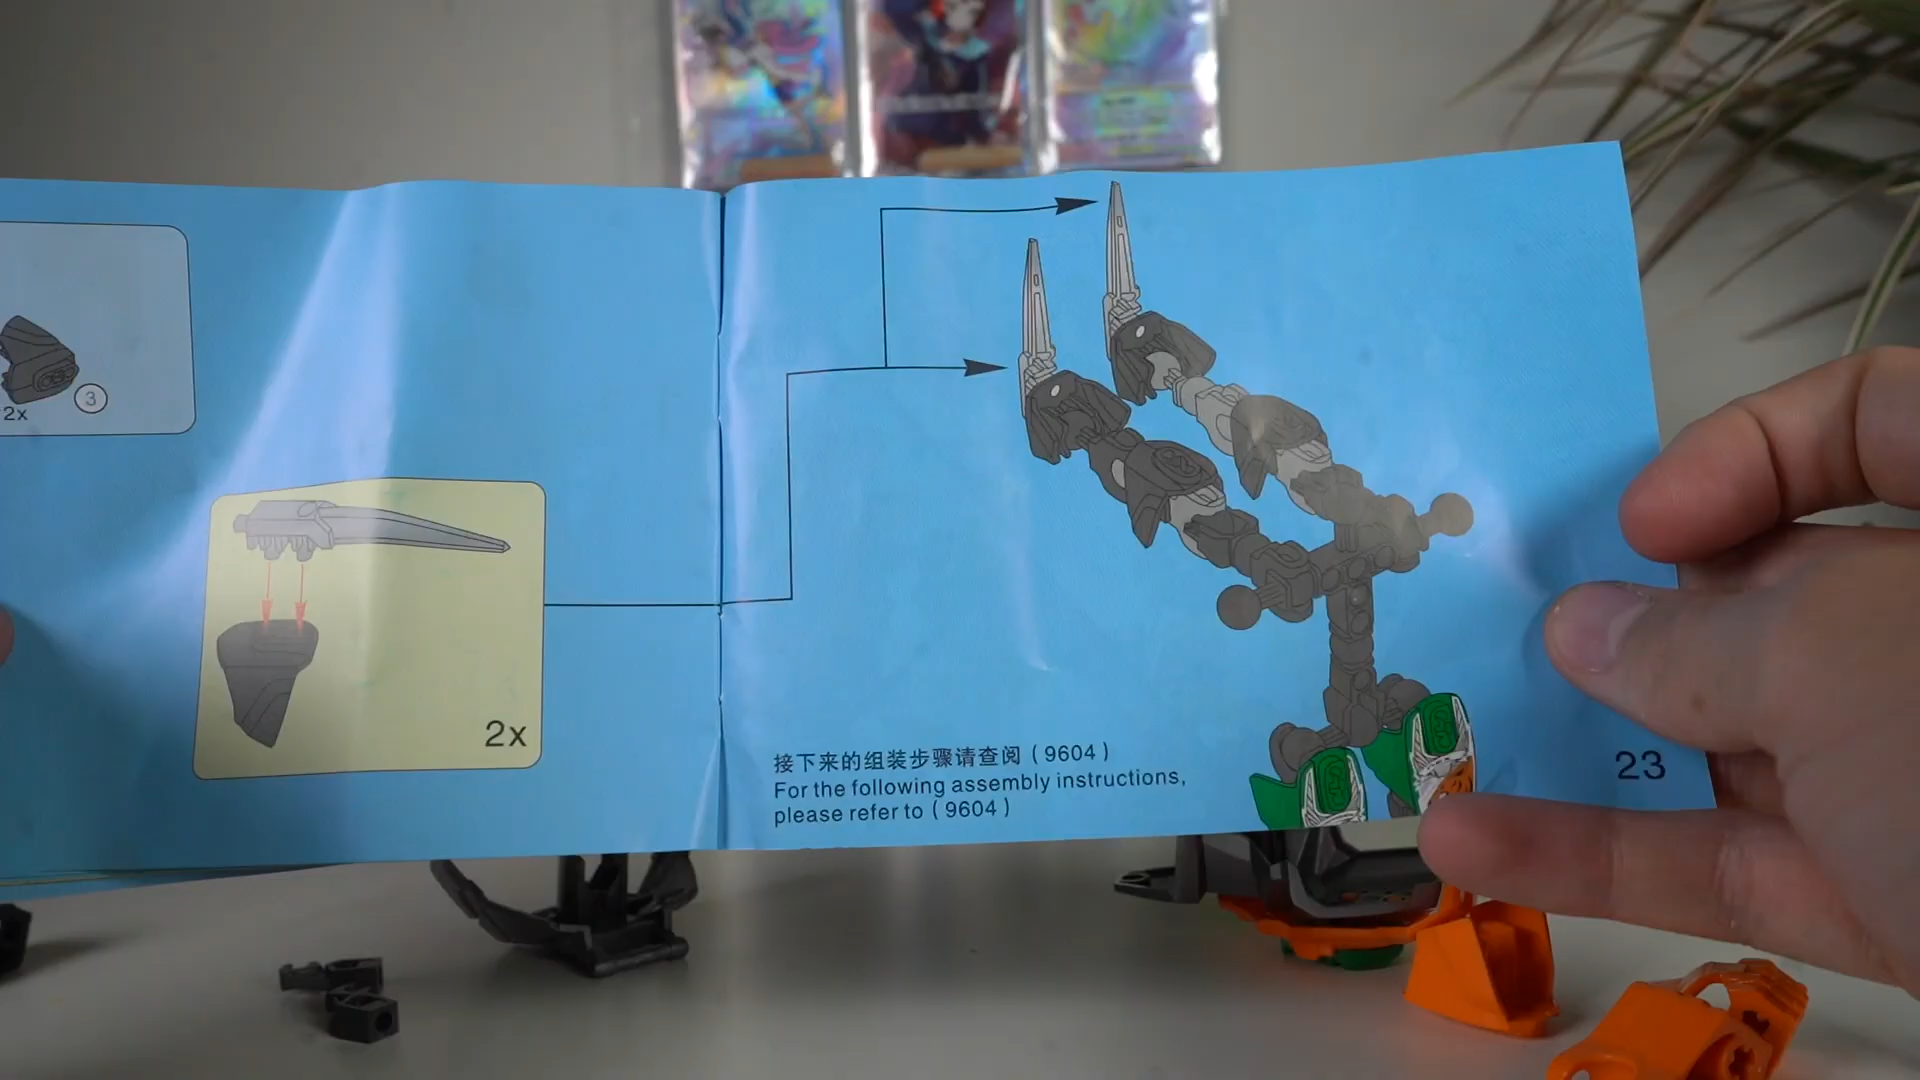 2x
3
2x
接下来的组装步骤请查阅（9604）
For the following assembly instructions,
please refer to (9604)
23